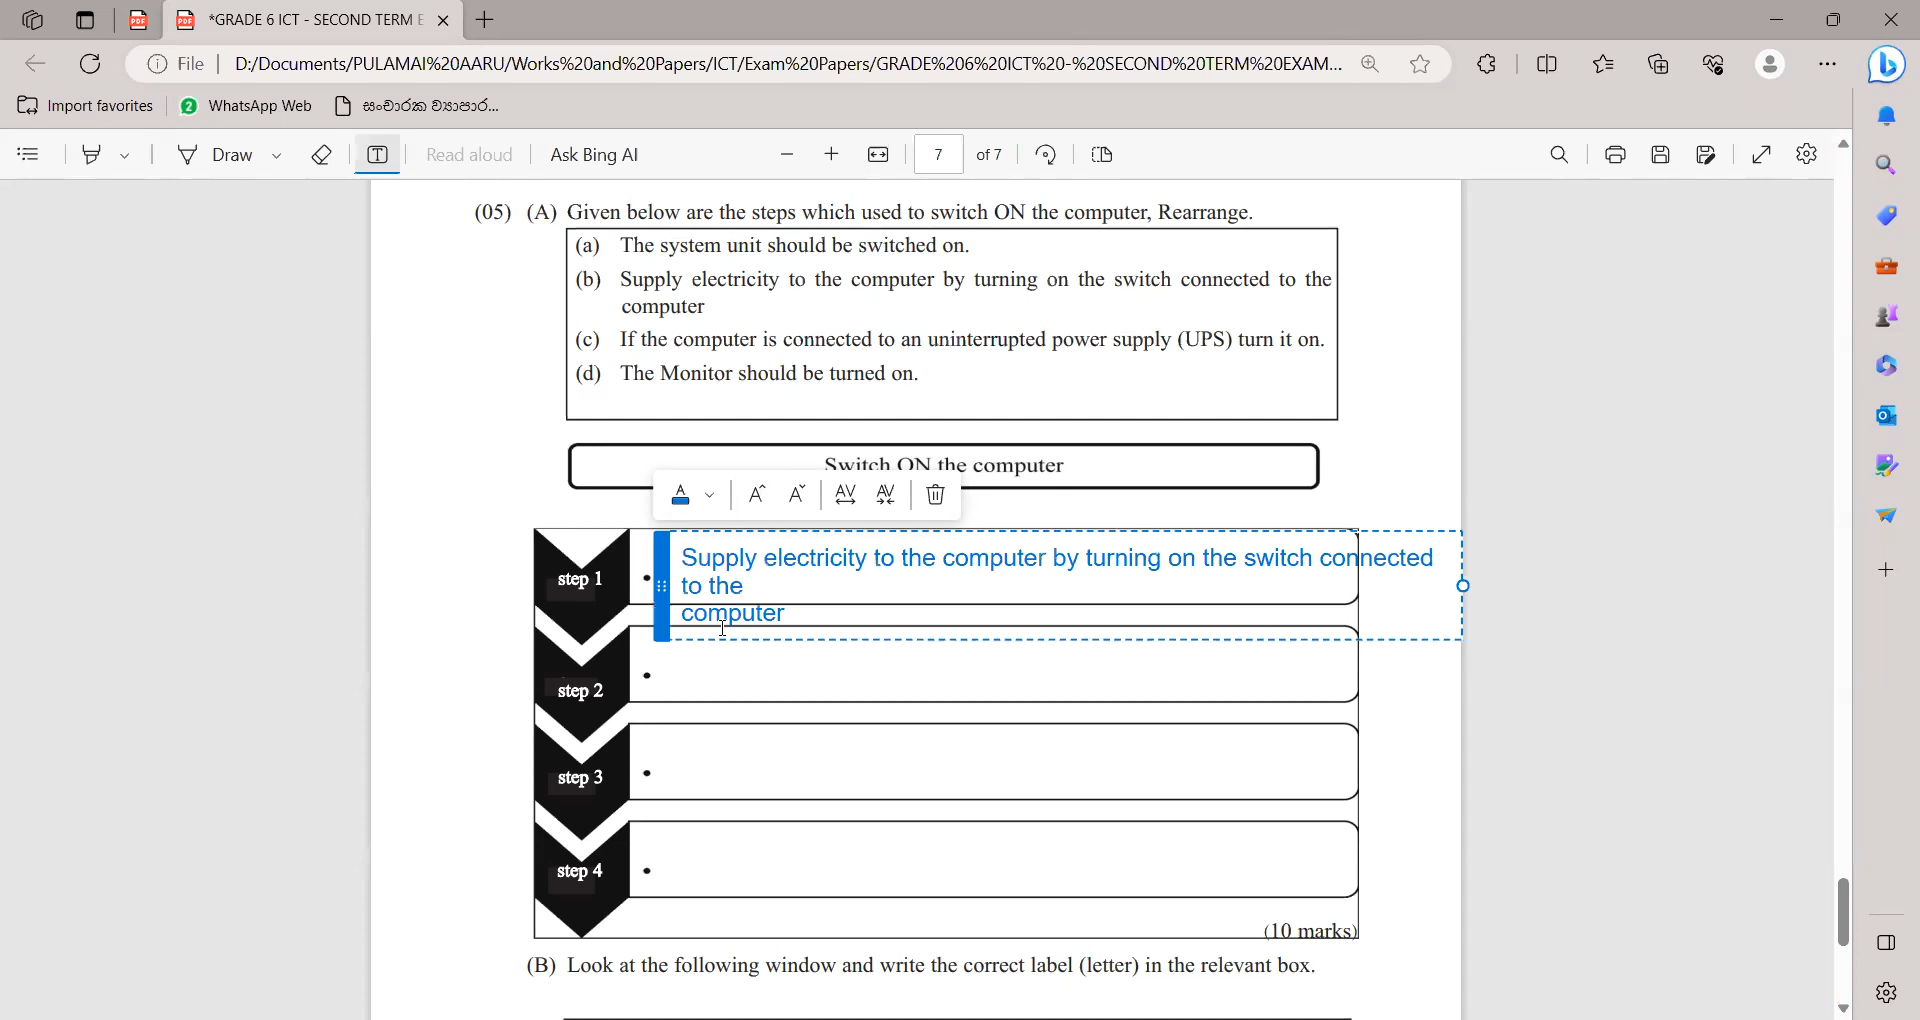 *GRADE 6 ICT - SECOND TERM E
File
D:/Documents/PULAMAI%20AARU/Works%20and%20Papers/ICT/Exam%20Papers/GRADE%206%20ICT%20-%20SECOND%20TERM%20EXAM...
Import favorites
2 WhatsApp Web
සංචාරක ව්‍යාපාර...
Draw
Read aloud
Ask Bing AI
7 of 7
(05) (A) Given below are the steps which used to switch ON the computer, Rearrange.
(a) The system unit should be switched on.
(b) Supply electricity to the computer by turning on the switch connected to the
computer
(c) If the computer is connected to an uninterrupted power supply (UPS) turn it on.
(d) The Monitor should be turned on.
Switch ON the computer
step 1
Supply electricity to the computer by turning on the switch connected
to the
computer
step 2
step 3
step 4
(10 marks)
(B) Look at the following window and write the correct label (letter) in the relevant box.